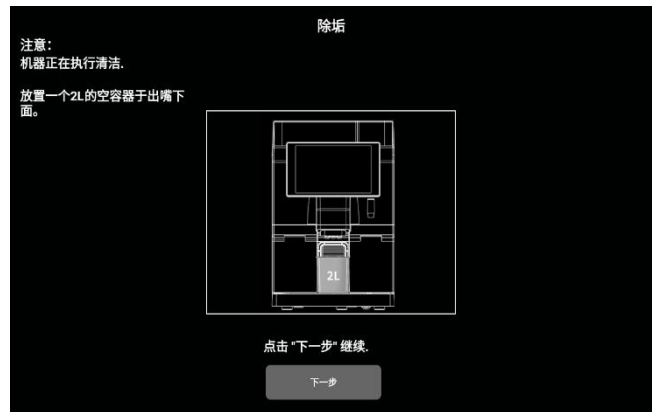 除垢
注意：
机器正在执行清洁.
放置一个2L的空容器于出嘴下
面。
2L
点击 "下一步" 继续.
下一步